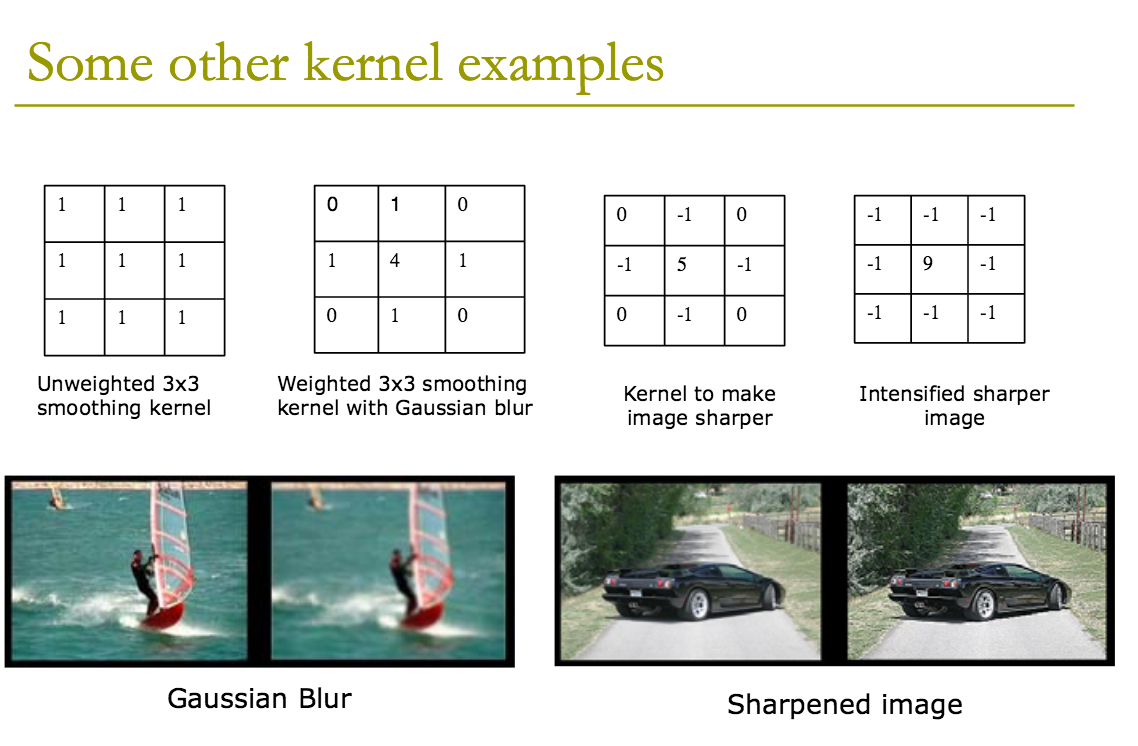 Some other kernel examples
1 1 1
1 1 1
1 1 1
Unweighted 3x3
smoothing kernel
0 1 0
1 4 1
0 1 0
Weighted 3x3 smoothing
kernel with Gaussian blur
0 -1 0
-1 5 -1
0 -1 0
Kernel to make
image sharper
-1 -1 -1
-1 9 -1
-1 -1 -1
Intensified sharper
image
Gaussian Blur
Sharpened image